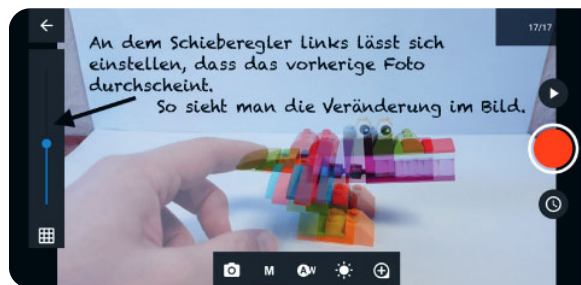 17/17
An dem Schieberegler links lässt sich
einstellen, dass das vorherige Foto
durchscheint.
So sieht man die Veränderung im Bild.
M
AW